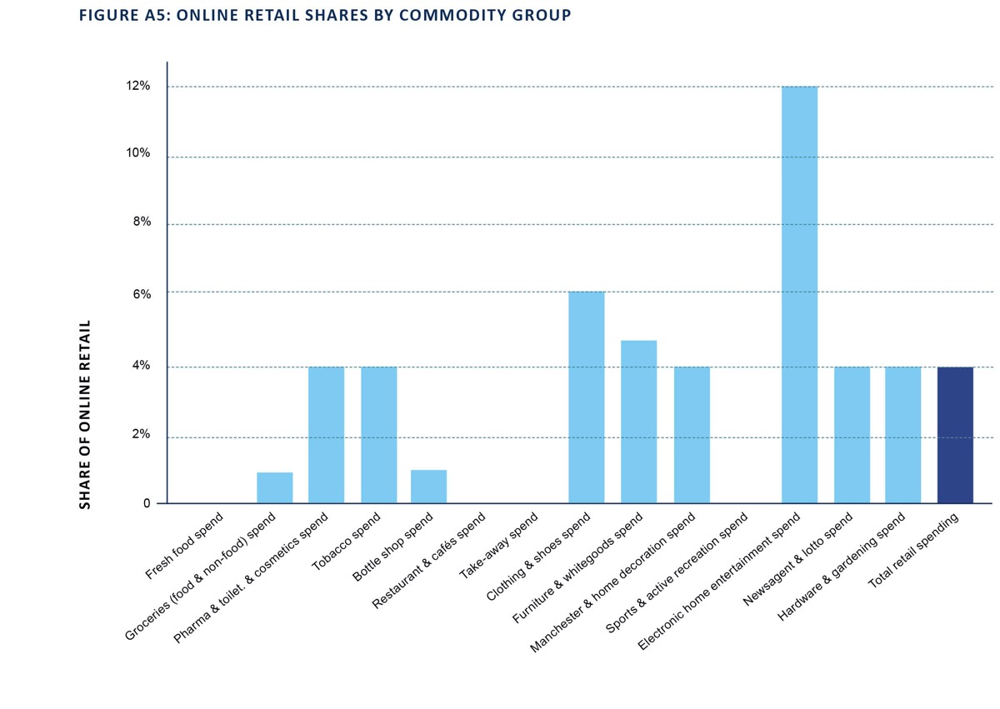 FIGURE A5: ONLINE RETAIL SHARES BY COMMODITY GROUP
12%
10%
8%
6%
4%
2%
0
SHARE OF ONLINE RETAIL
Fresh food spend
Groceries (food & non-food) spend
Pharma & toilet. & cosmetics spend
Tobacco spend
Bottle shop spend
Restaurant & cafés spend
Take-away spend
Clothing & shoes spend
Furniture & whitegoods spend
Manchester & home decoration spend
Sports & active recreation spend
Electronic home entertainment spend
Newsagent & lotto spend
Hardware & gardening spend
Total retail spending